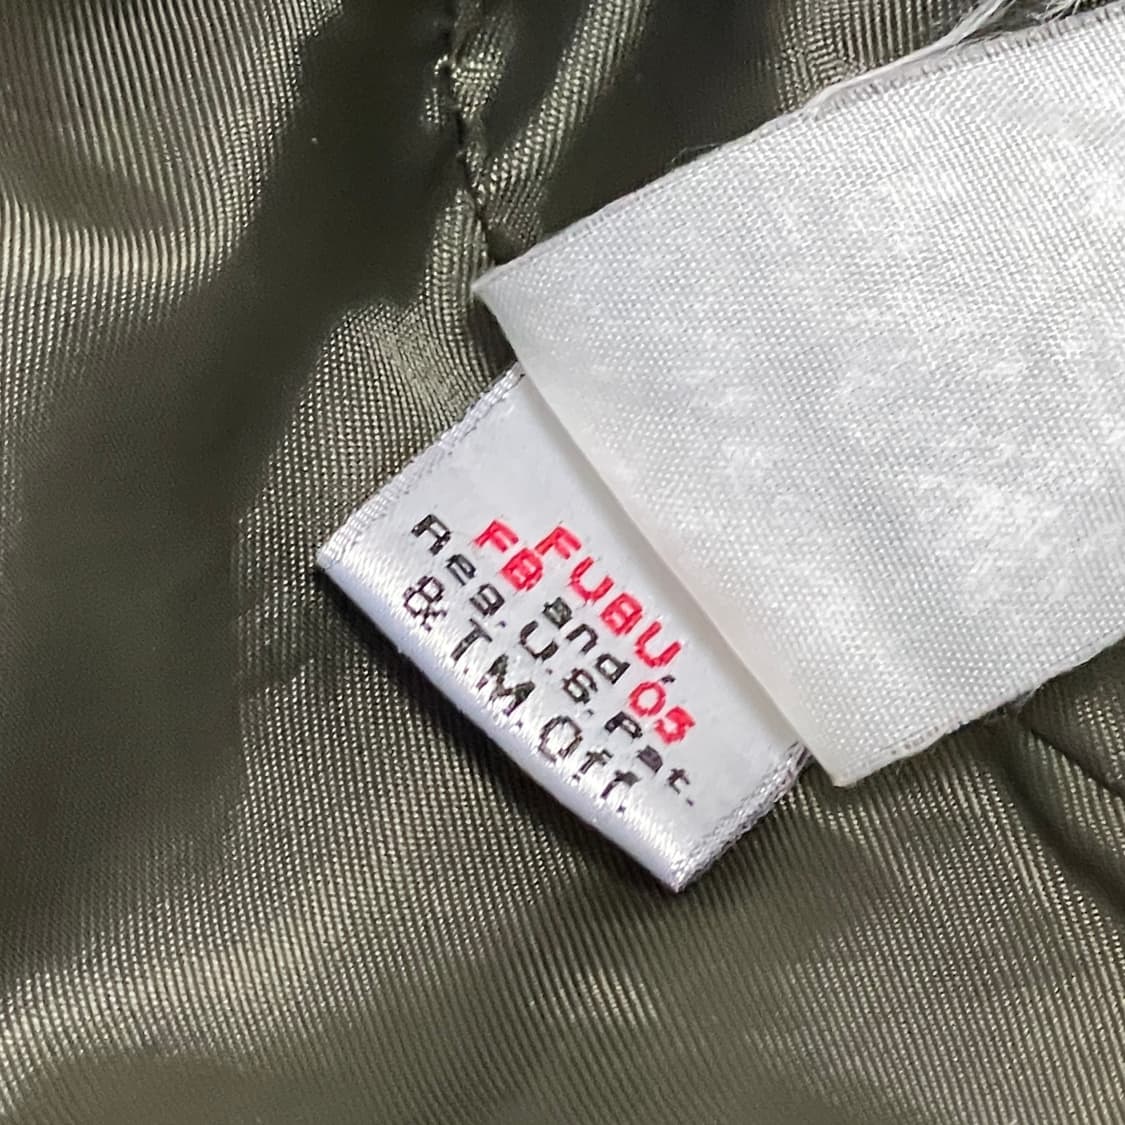 FUBU,
FB and 05
Reg. U.S. Pat.
& T.M. Off.